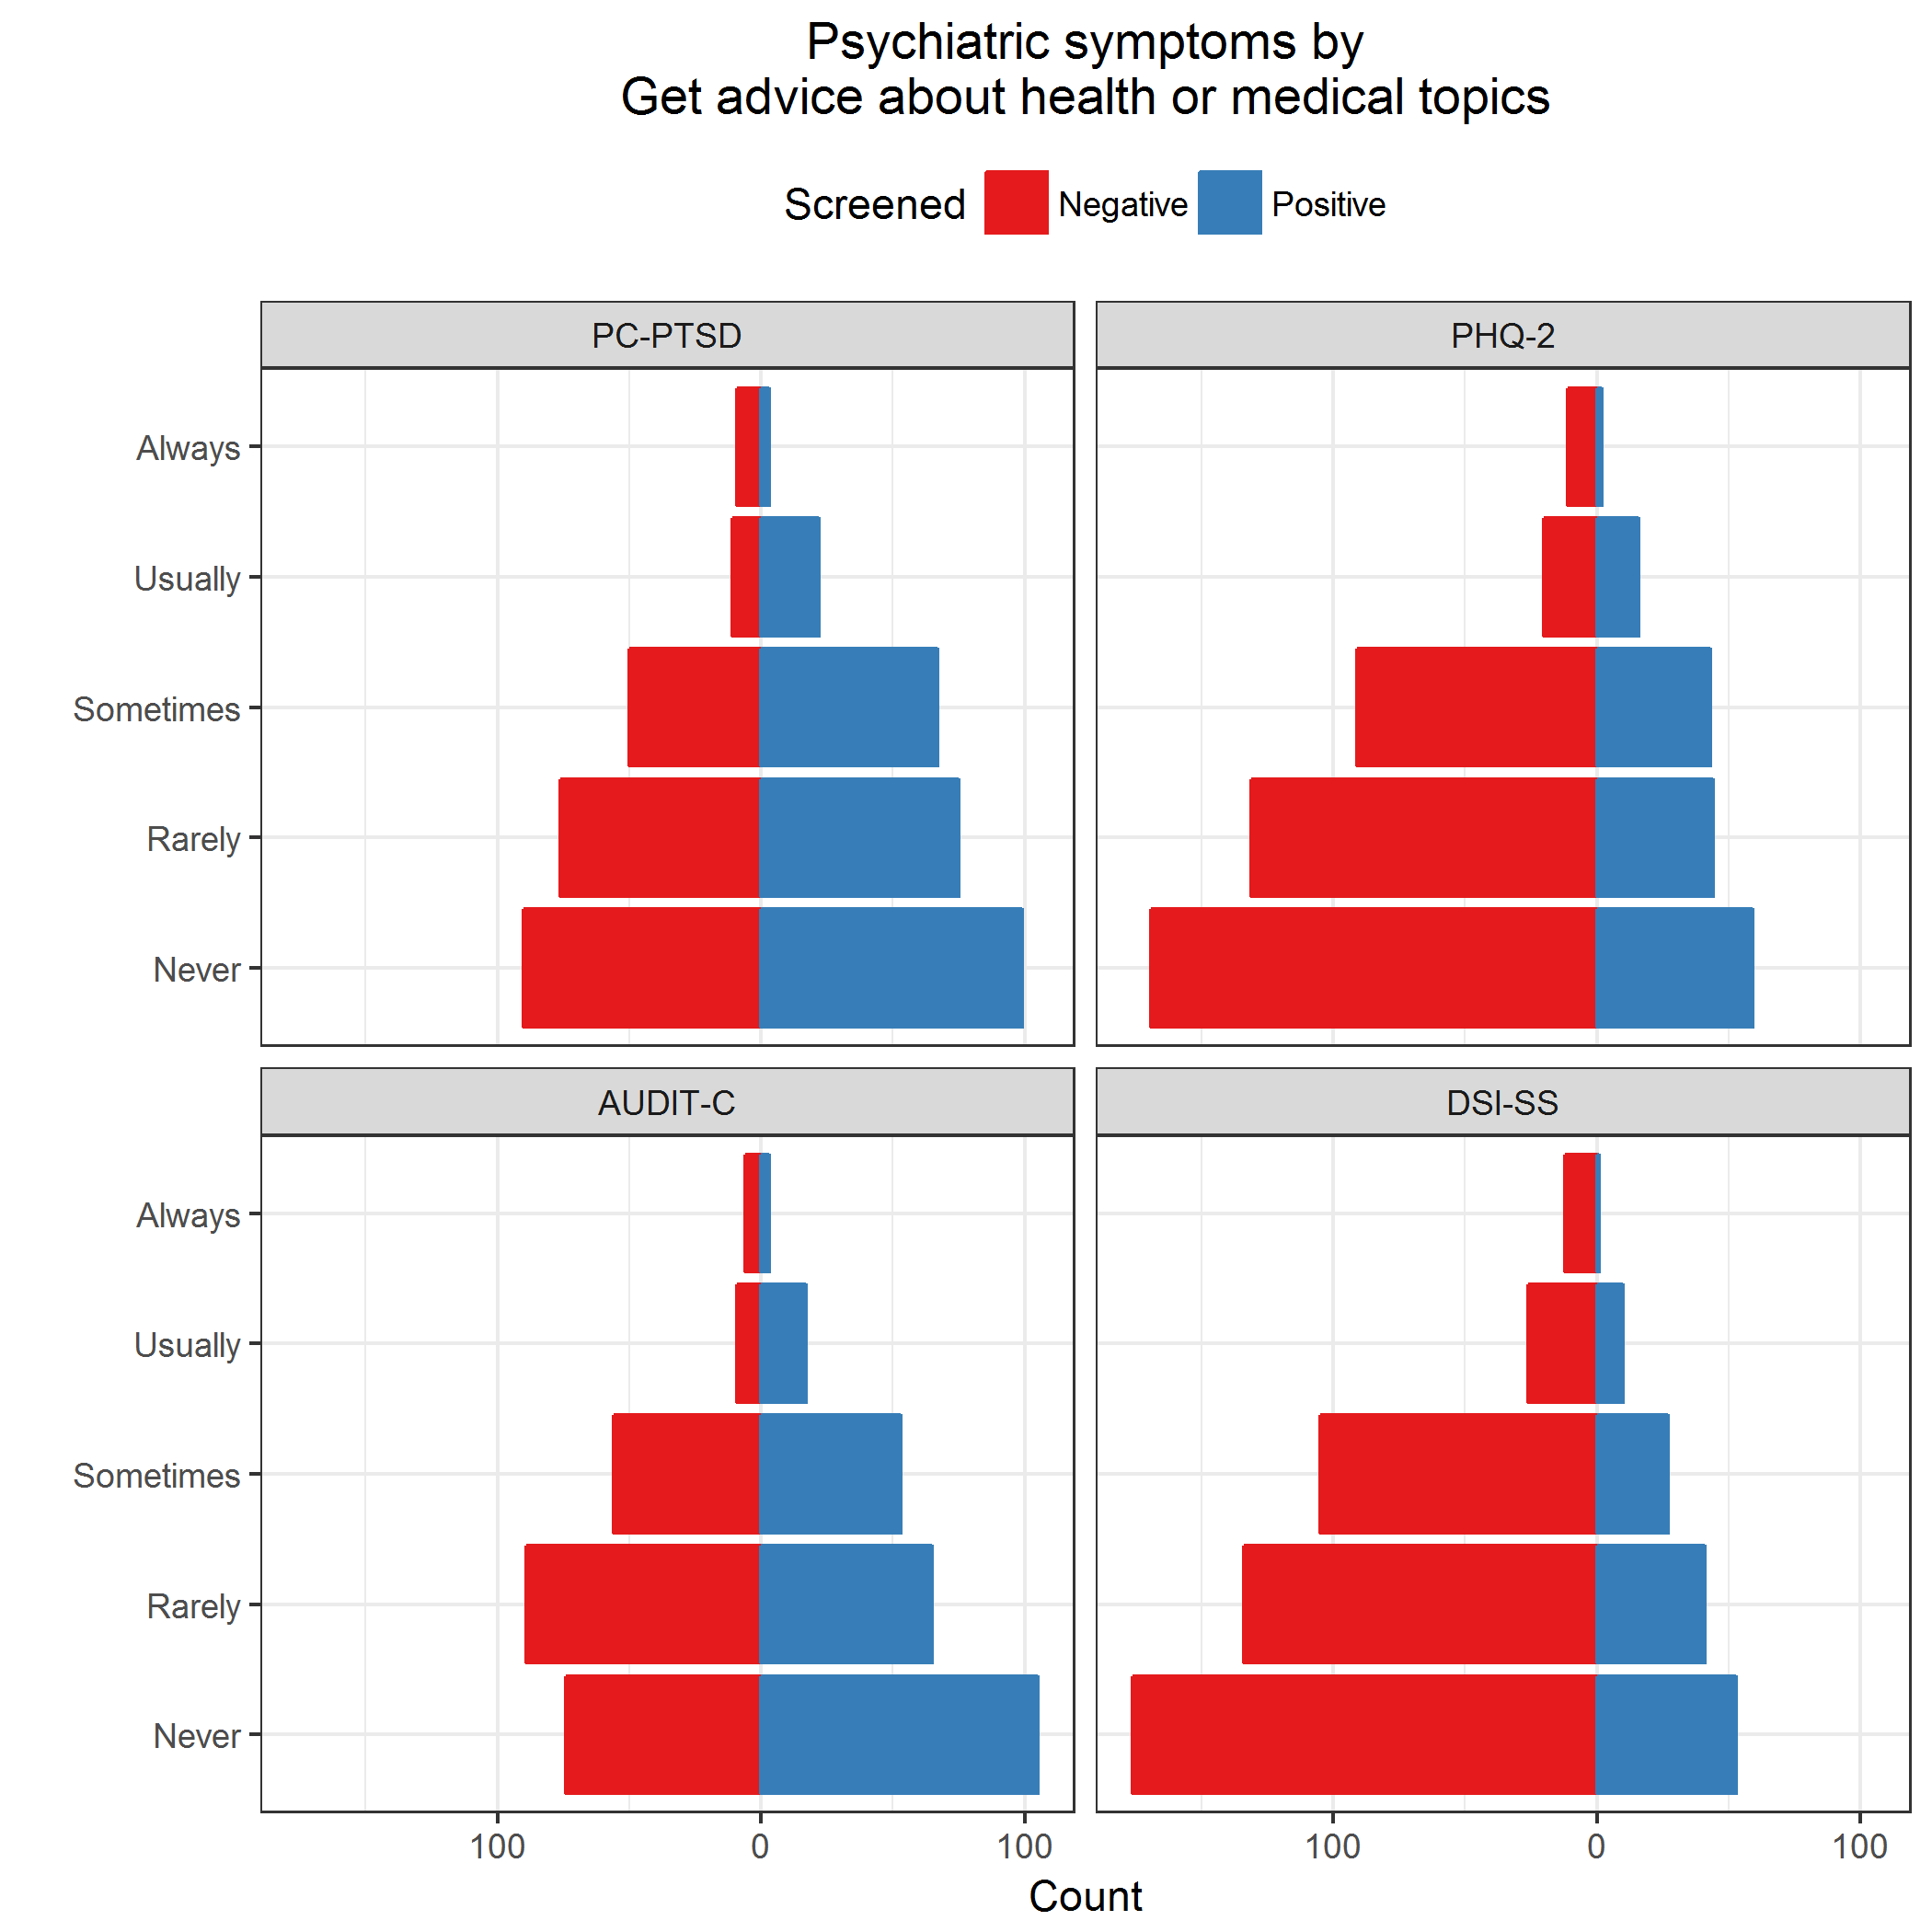 Psychiatric symptoms by
Get advice about health or medical topics
Screened Negative Positive
PC-PTSD PHQ-2
Always
Usually
Sometimes
Rarely
Never
AUDIT-C DSI-SS
Always
Usually
Sometimes
Rarely
Never
100 0 100 100 0 100
Count